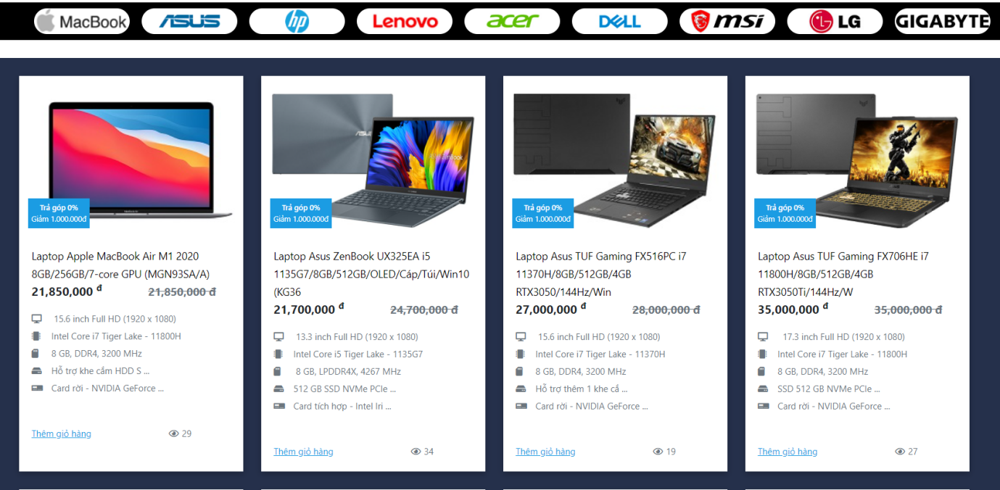 MacBook
ASUS
hp
Lenovo
acer
DELL
msi
LG
GIGABYTE
Trả góp 0%
Giảm 1.000.000đ
Laptop Apple MacBook Air M1 2020
8GB/256GB/7-core GPU (MGN93SA/A)
21,850,000 đ
21,850,000 đ
15.6 inch Full HD (1920 x 1080)
Intel Core i7 Tiger Lake - 11800H
8 GB, DDR4, 3200 MHz
Hỗ trợ khe cắm HDD S ...
Card rời - NVIDIA GeForce ...
Thêm giỏ hàng
29
ASUS
ZenBook
Trả góp 0%
Giảm 1.000.000đ
Laptop Asus ZenBook UX325EA i5
1135G7/8GB/512GB/OLED/Cáp/Túi/Win10
(KG36
21,700,000 đ
24,700,000 đ
13.3 inch Full HD (1920 x 1080)
Intel Core i5 Tiger Lake - 1135G7
8 GB, LPDDR4X, 4267 MHz
512 GB SSD NVMe PCIe ...
Card tích hợp - Intel Iri ...
Thêm giỏ hàng
34
Trả góp 0%
Giảm 1.000.000đ
Laptop Asus TUF Gaming FX516PC i7
11370H/8GB/512GB/4GB
RTX3050/144Hz/Win
27,000,000 đ
28,000,000 đ
15.6 inch Full HD (1920 x 1080)
Intel Core i7 Tiger Lake - 11370H
8 GB, DDR4, 3200 MHz
Hỗ trợ thêm 1 khe cắ ...
Card rời - NVIDIA GeForce ...
Thêm giỏ hàng
19
Trả góp 0%
Giảm 1.000.000đ
Laptop Asus TUF Gaming FX706HE i7
11800H/8GB/512GB/4GB
RTX3050Ti/144Hz/W
35,000,000 đ
35,000,000 đ
17.3 inch Full HD (1920 x 1080)
Intel Core i7 Tiger Lake - 11800H
8 GB, DDR4, 3200 MHz
SSD 512 GB NVMe PCIe ...
Card rời - NVIDIA GeForce ...
Thêm giỏ hàng
27